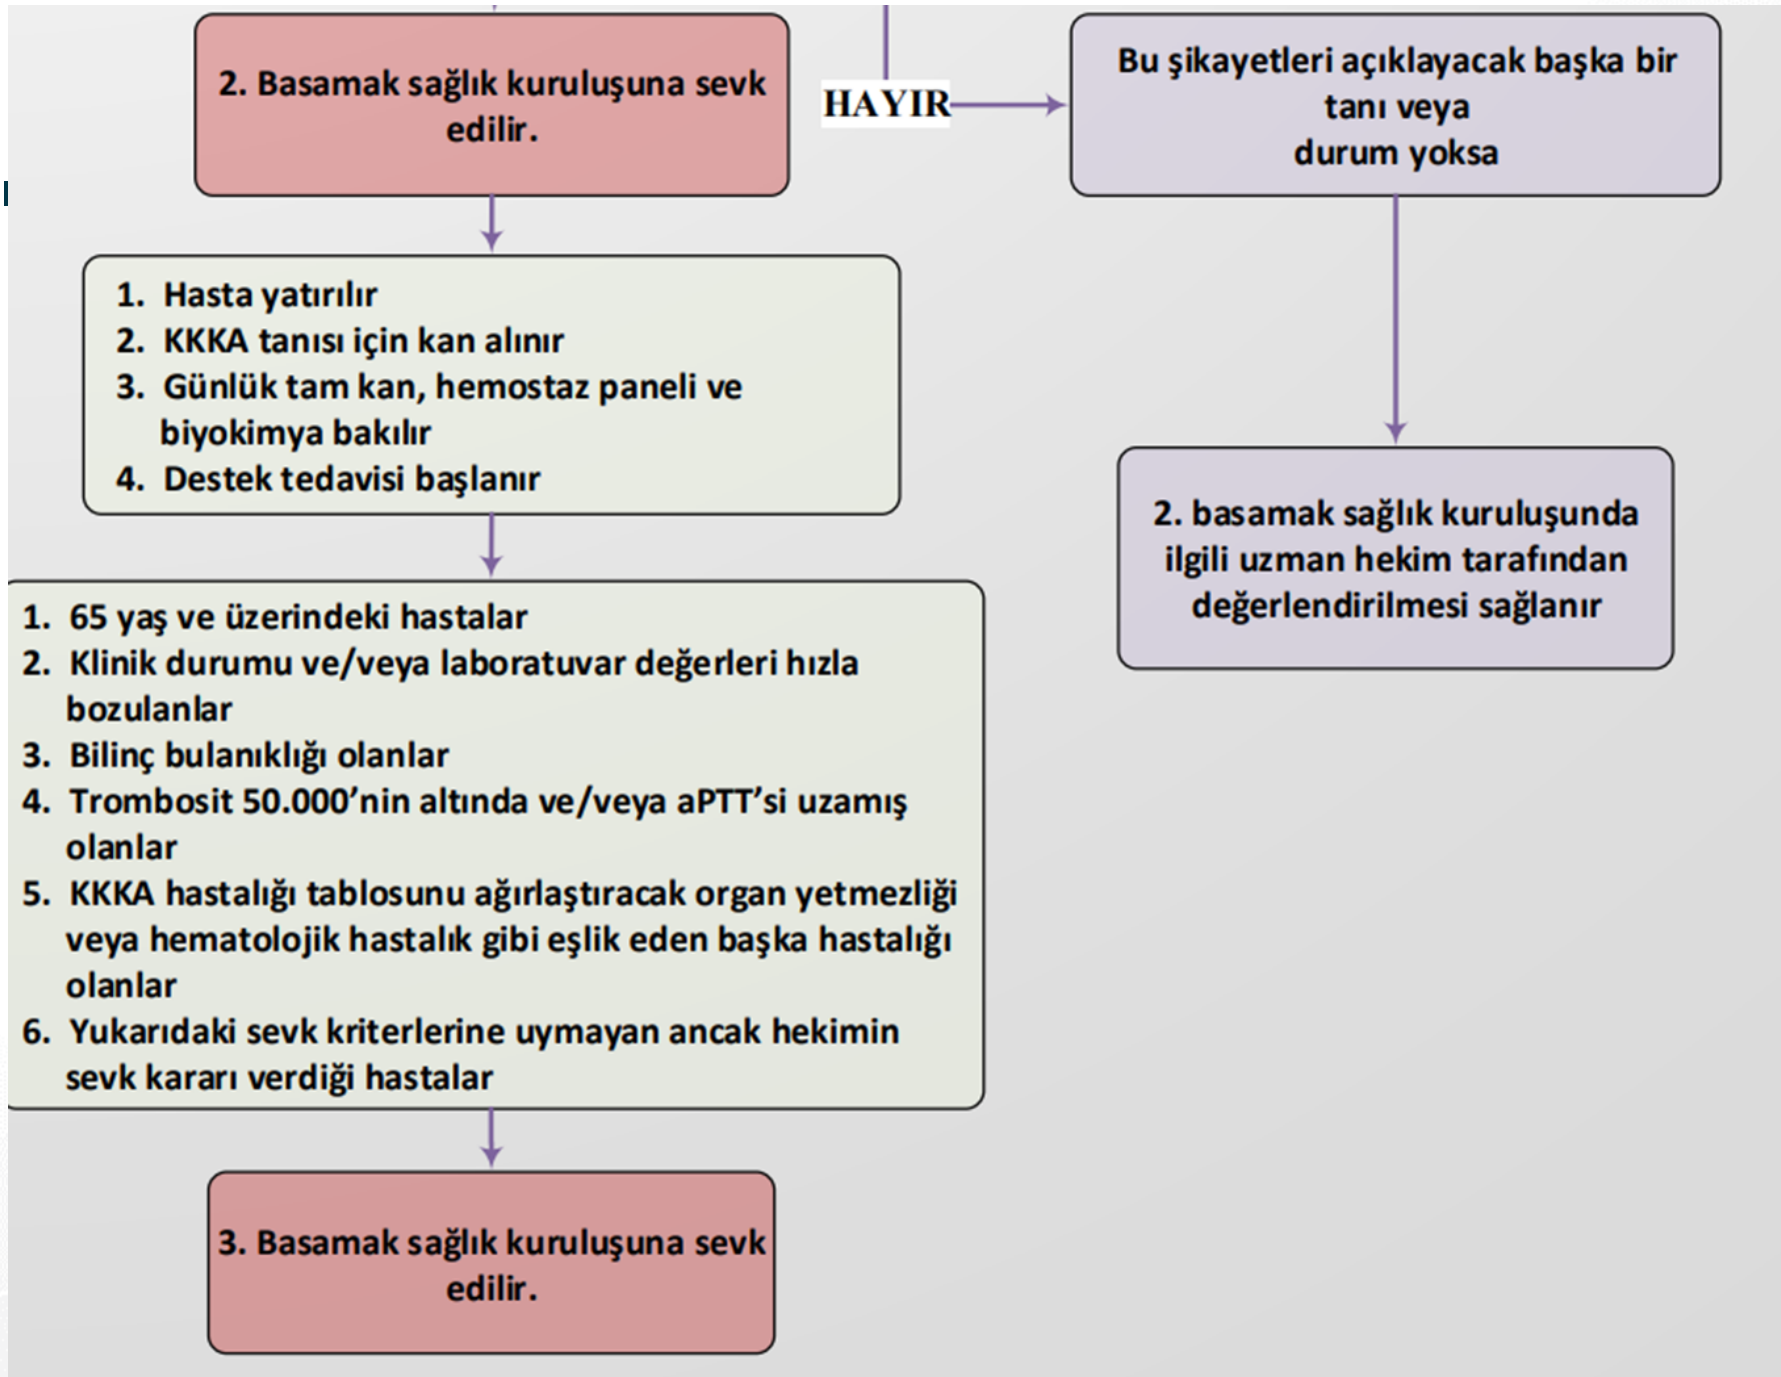 2. Basamak sağlık kuruluşuna sevk
edilir.
HAYIR
Bu şikayetleri açıklayacak başka bir
tanı veya
durum yoksa
1. Hasta yatırılır
2. KKKA tanısı için kan alınır
3. Günlük tam kan, hemostaz paneli ve
biyokimya bakılır
4. Destek tedavisi başlanır
2. basamak sağlık kuruluşunda
ilgili uzman hekim tarafından
değerlendirilmesi sağlanır
1. 65 yaş ve üzerindeki hastalar
2. Klinik durumu ve/veya laboratuvar değerleri hızla
bozulanlar
3. Bilinç bulanıklığı olanlar
4. Trombosit 50.000’nin altında ve/veya aPTT’si uzamış
olanlar
5. KKKA hastalığı tablosunu ağırlaştıracak organ yetmezliği
veya hematolojik hastalık gibi eşlik eden başka hastalığı
olanlar
6. Yukarıdaki sevk kriterlerine uymayan ancak hekimin
sevk kararı verdiği hastalar
3. Basamak sağlık kuruluşuna sevk
edilir.